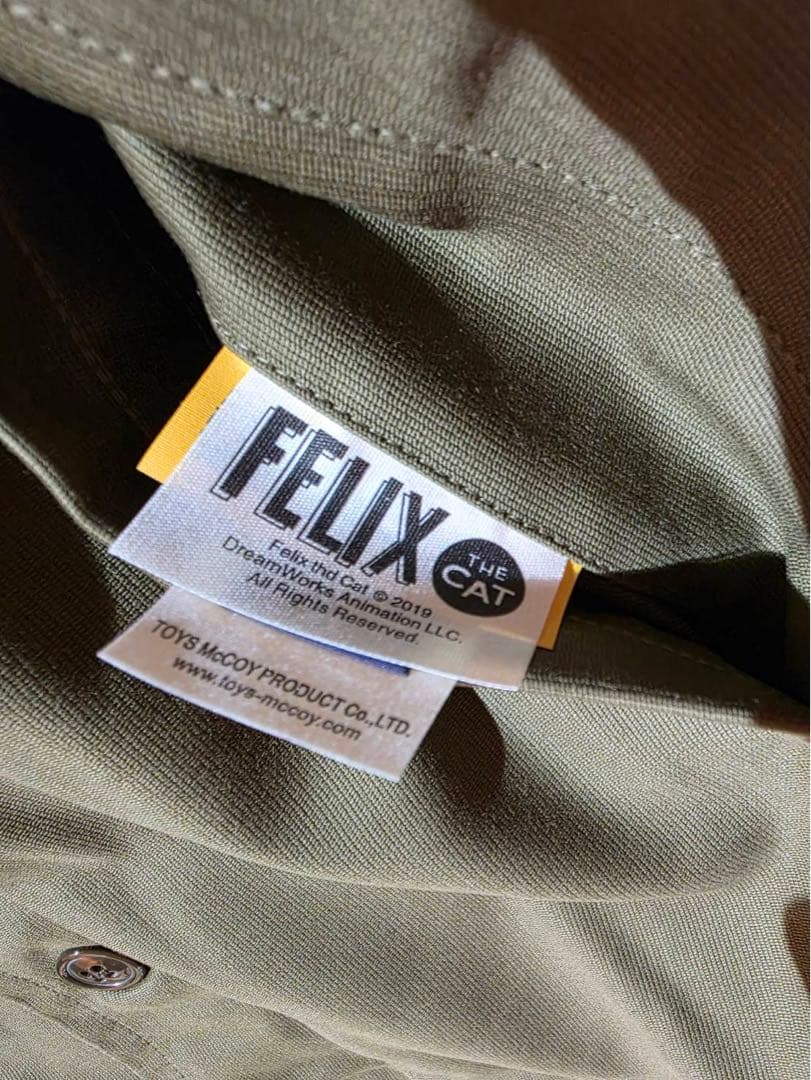 FELIX
THE
CAT
Felix thd Cat © 2019
DreamWorks Animation LLC.
All Rights Reserved.
TOYS McCOY PRODUCT Co.,LTD.
www.toys-mccoy.com